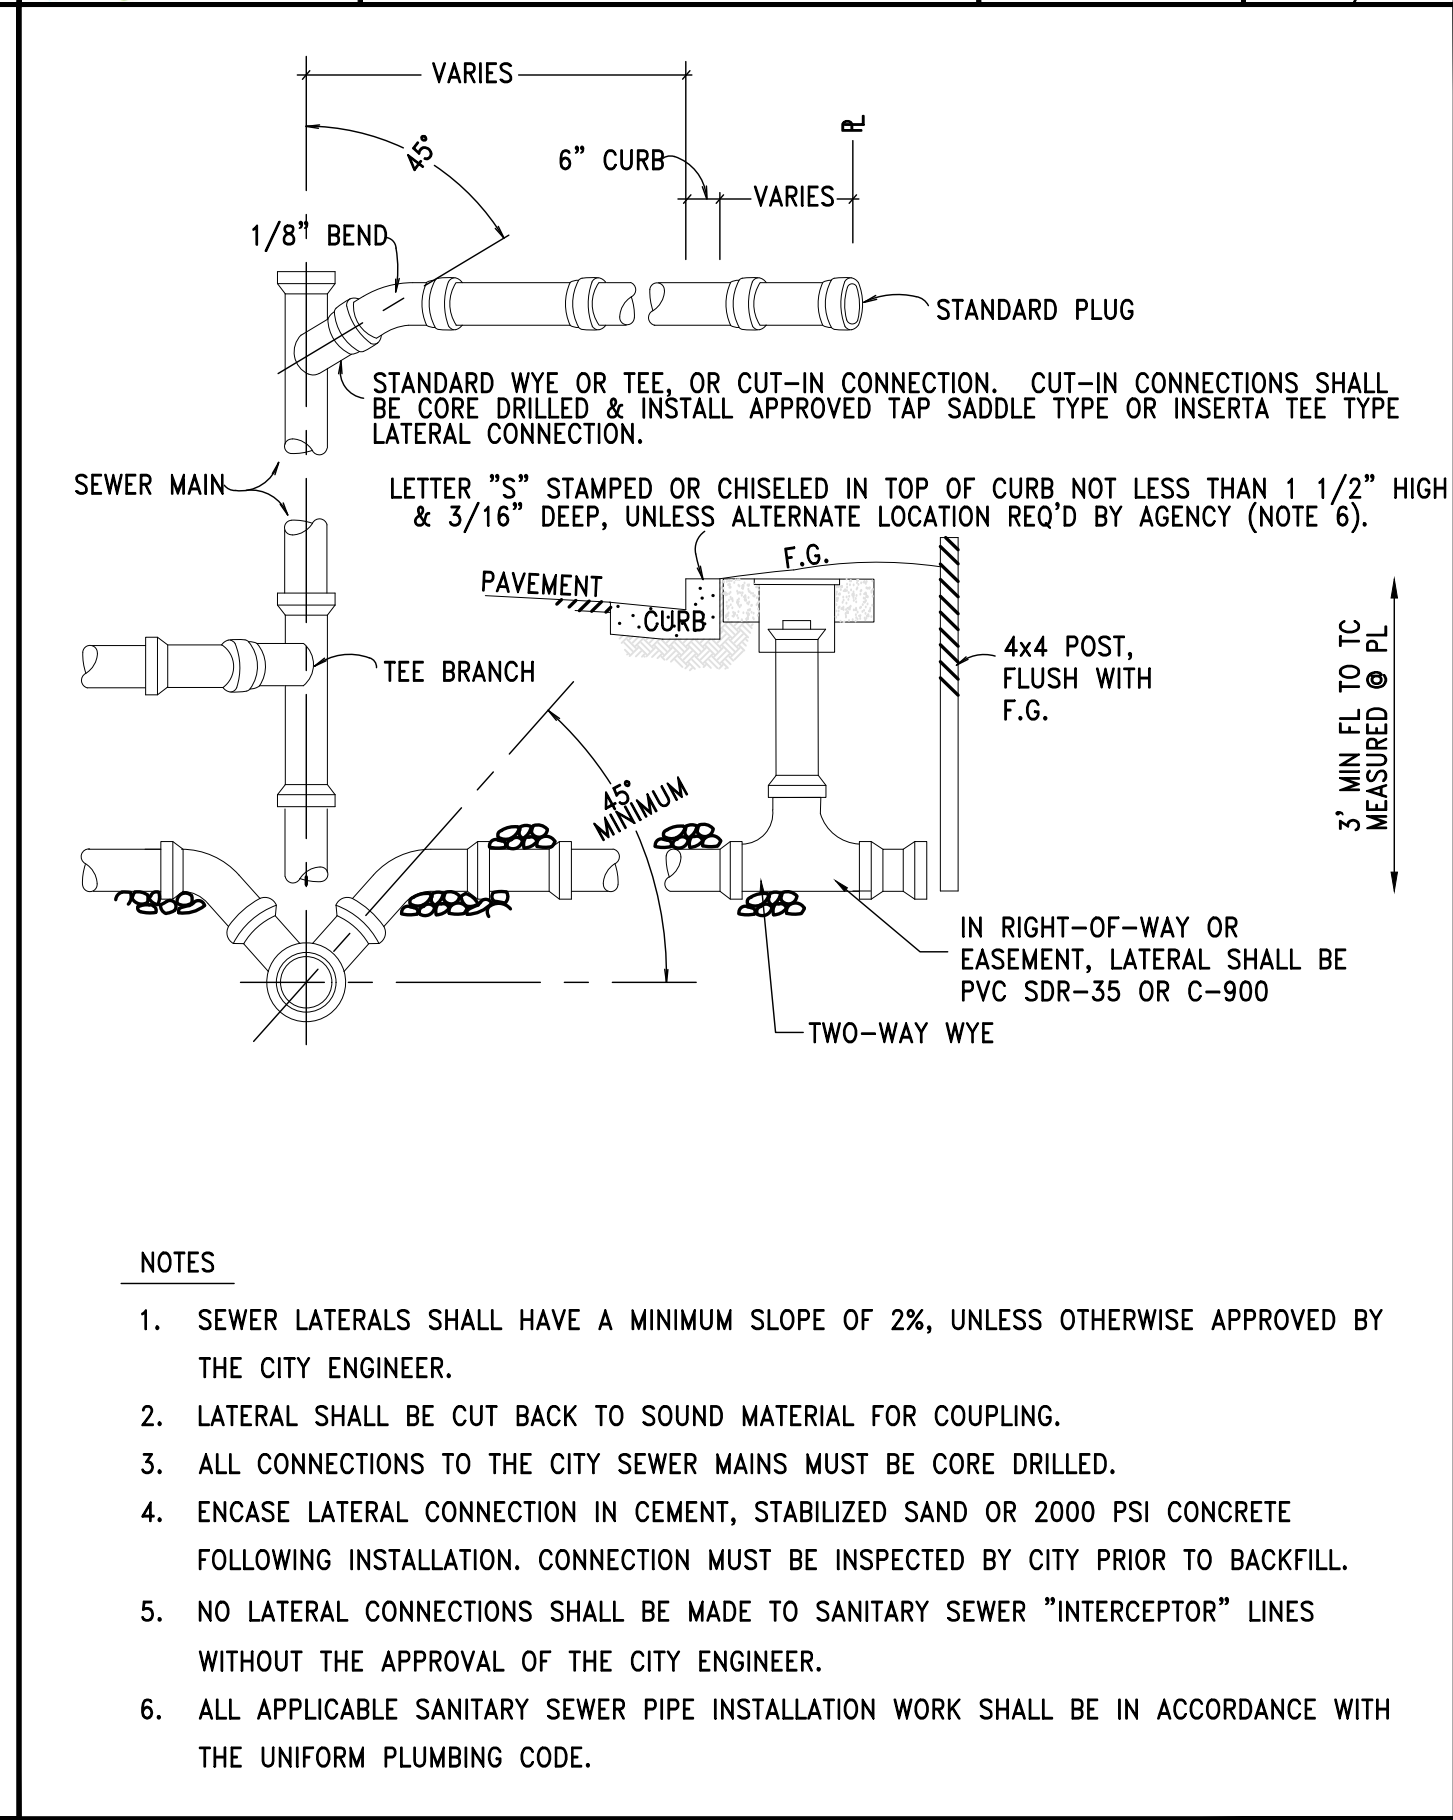 VARIES
45°
PL
6" CURB
VARIES
1/8" BEND
STANDARD PLUG
STANDARD WYE OR TEE, OR CUT-IN CONNECTION. CUT-IN CONNECTIONS SHALL
BE CORE DRILLED & INSTALL APPROVED TAP SADDLE TYPE OR INSERTA TEE TYPE
LATERAL CONNECTION.
SEWER MAIN
LETTER "S" STAMPED OR CHISELED IN TOP OF CURB NOT LESS THAN 1 1/2" HIGH
& 3/16" DEEP, UNLESS ALTERNATE LOCATION REQ'D BY AGENCY (NOTE 6).
F.G.
PAVEMENT
CURB
TEE BRANCH
4x4 POST,
FLUSH WITH
F.G.
3' MIN FL TO TC
MEASURED @ PL
45°
MINIMUM
IN RIGHT-OF-WAY OR
EASEMENT, LATERAL SHALL BE
PVC SDR-35 OR C-900
TWO-WAY WYE
NOTES
1. SEWER LATERALS SHALL HAVE A MINIMUM SLOPE OF 2%, UNLESS OTHERWISE APPROVED BY
THE CITY ENGINEER.
2. LATERAL SHALL BE CUT BACK TO SOUND MATERIAL FOR COUPLING.
3. ALL CONNECTIONS TO THE CITY SEWER MAINS MUST BE CORE DRILLED.
4. ENCASE LATERAL CONNECTION IN CEMENT, STABILIZED SAND OR 2000 PSI CONCRETE
FOLLOWING INSTALLATION. CONNECTION MUST BE INSPECTED BY CITY PRIOR TO BACKFILL.
5. NO LATERAL CONNECTIONS SHALL BE MADE TO SANITARY SEWER "INTERCEPTOR" LINES
WITHOUT THE APPROVAL OF THE CITY ENGINEER.
6. ALL APPLICABLE SANITARY SEWER PIPE INSTALLATION WORK SHALL BE IN ACCORDANCE WITH
THE UNIFORM PLUMBING CODE.